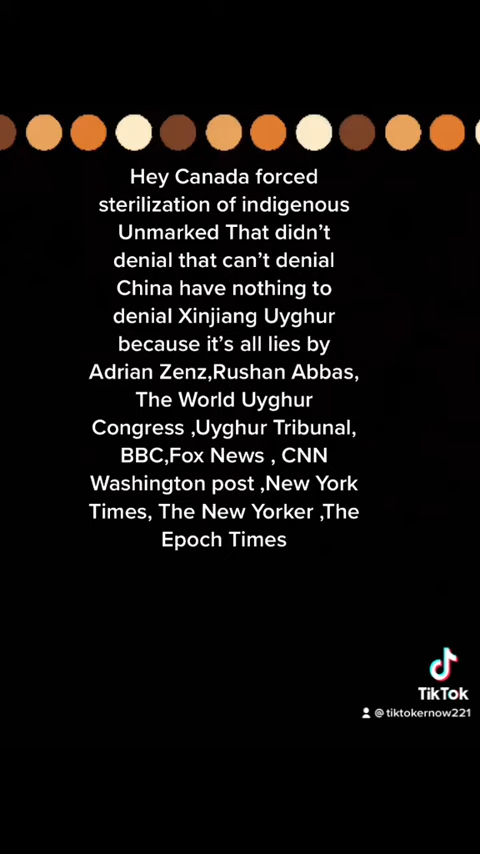 Hey Canada forced
sterilization of indigenous
Unmarked That didn't
denial that can't denial
China have nothing to
denial Xinjiang Uyghur
because it's all lies by
Adrian Zenz,Rushan Abbas,
The World Uyghur
Congress ,Uyghur Tribunal,
BBC,Fox News , CNN
Washington post ,New York
Times, The New Yorker ,The
Epoch Times
TikTok
@tiktokernow221